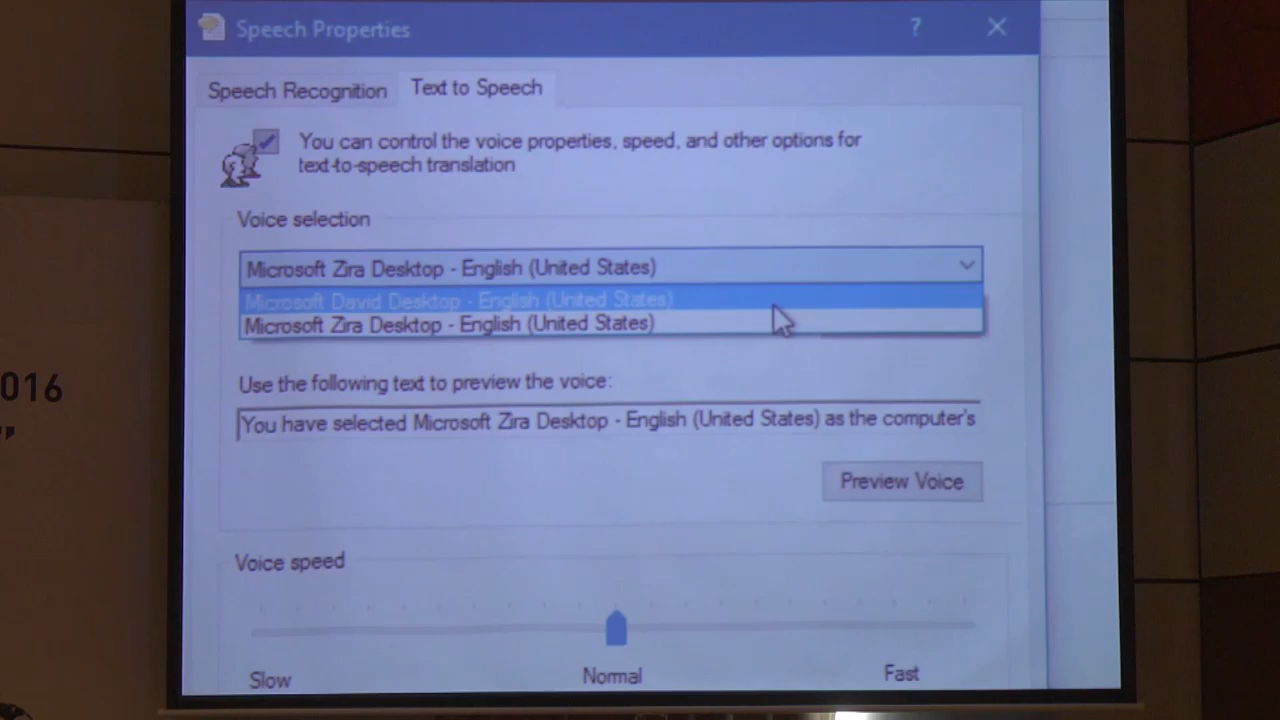 Speech Properties
?
Speech Recognition
Text to Speech
You can control the voice properties, speed, and other options for
text-to-speech translation
Voice selection
Microsoft Zira Desktop - English (United States)
Microsoft David Desktop - English (United States)
Microsoft Zira Desktop - English (United States)
Use the following text to preview the voice:
You have selected Microsoft Zira Desktop - English (United States) as the computer's
Preview Voice
Voice speed
Slow
Normal
Fast
016
"